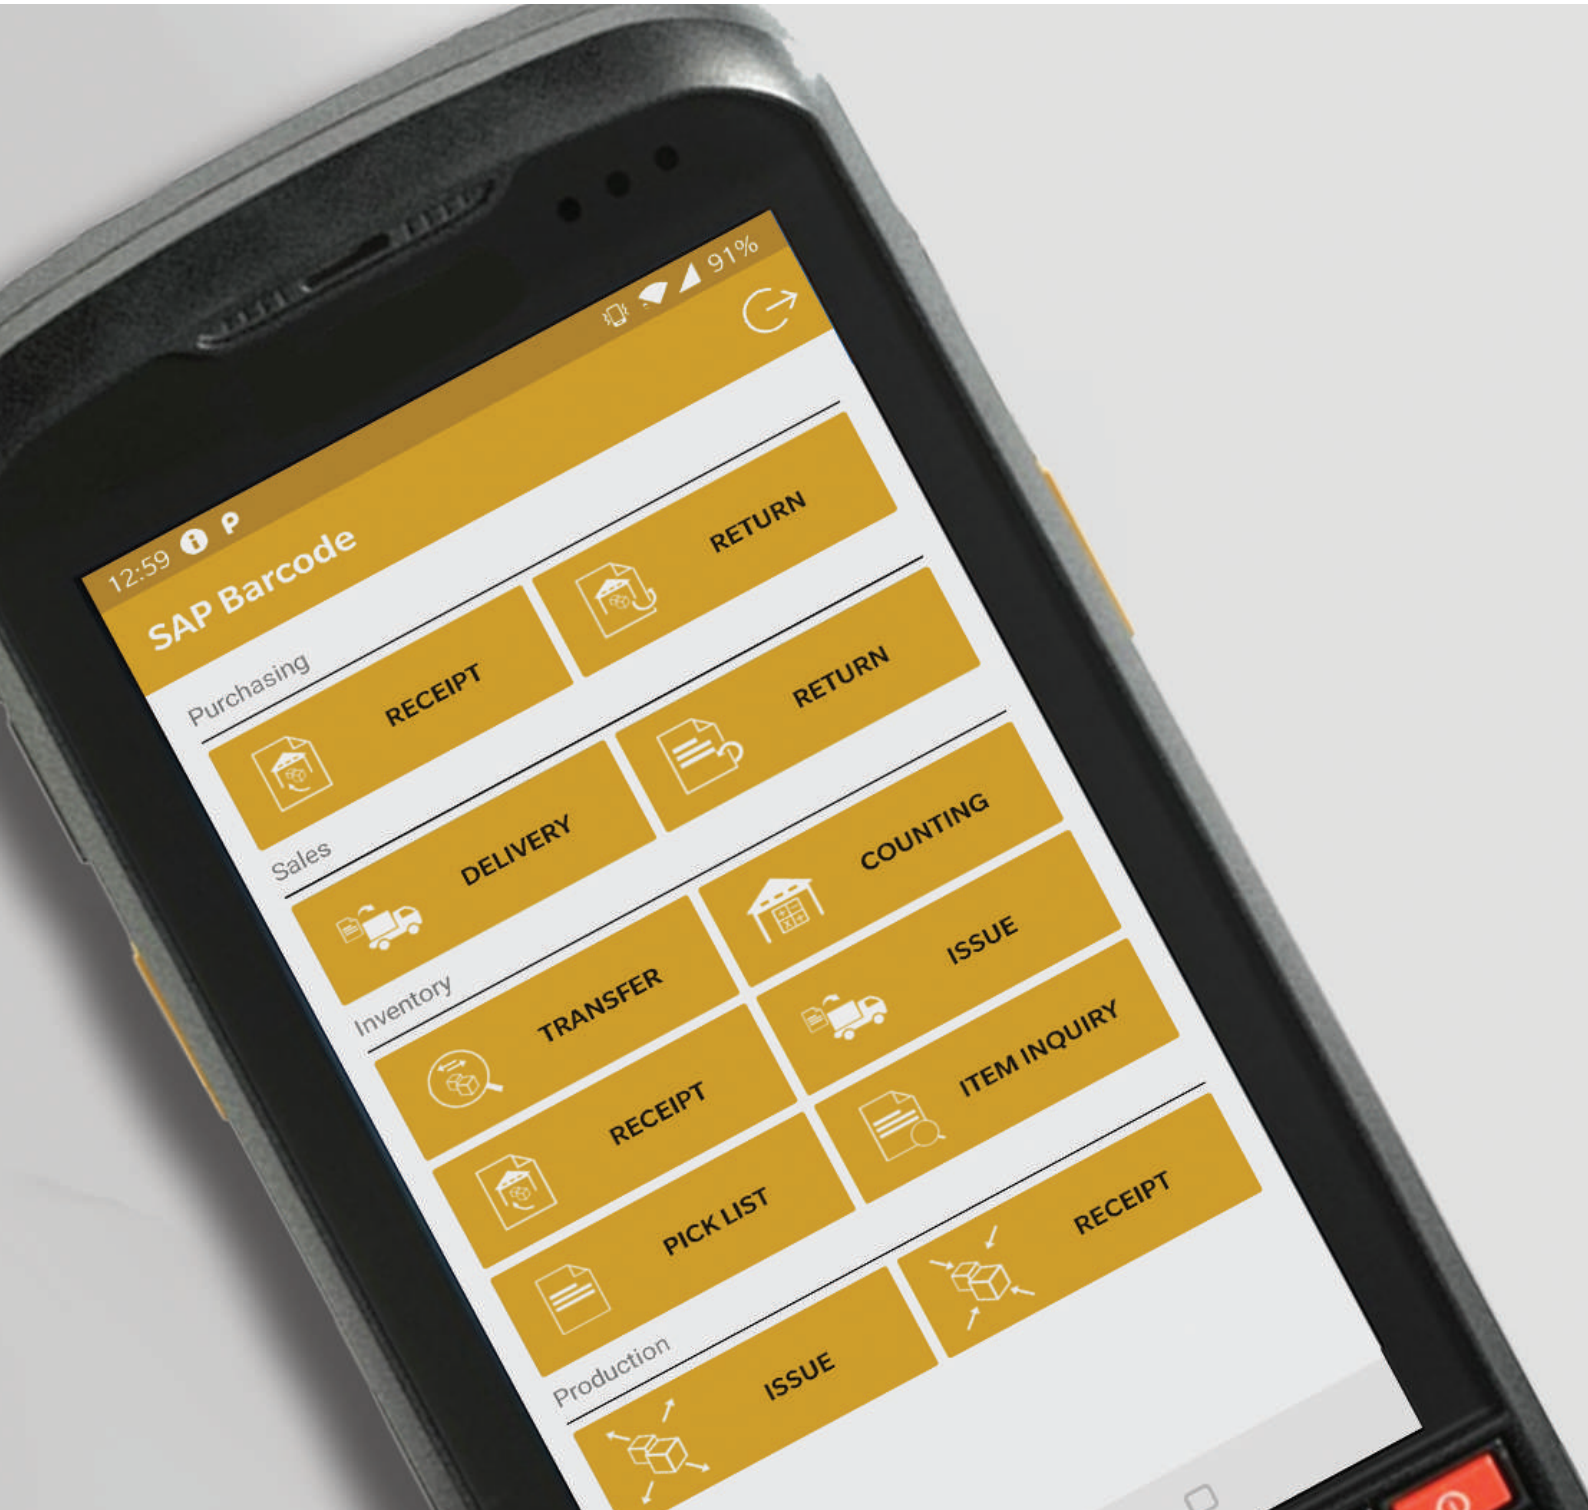 12:59 P 91%
SAP Barcode
Purchasing
RECEIPT RETURN
Sales
DELIVERY RETURN
Inventory
TRANSFER COUNTING
RECEIPT ISSUE
PICK LIST ITEM INQUIRY
Production
ISSUE RECEIPT